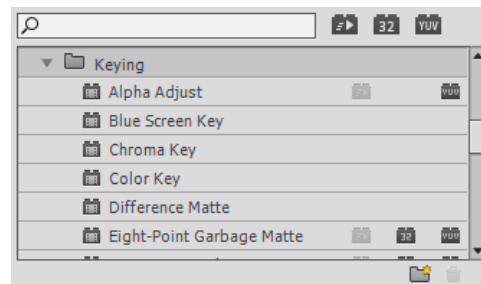 32 YUV
Keying
Alpha Adjust YUV
Blue Screen Key
Chroma Key
Color Key
Difference Matte
Eight-Point Garbage Matte 32 YUV